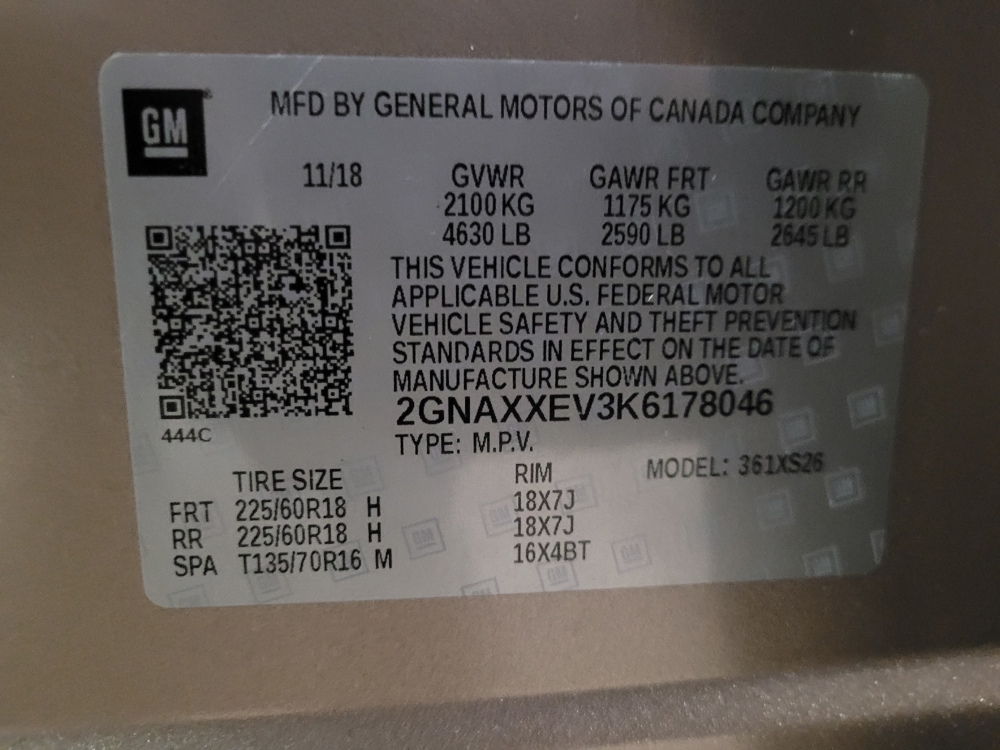 GM
MFD BY GENERAL MOTORS OF CANADA COMPANY
11/18 GVWR GAWR FRT GAWR RR
2100 KG 1175 KG 1200 KG
4630 LB 2590 LB 2645 LB
THIS VEHICLE CONFORMS TO ALL
APPLICABLE U.S. FEDERAL MOTOR
VEHICLE SAFETY AND THEFT PREVENTION
STANDARDS IN EFFECT ON THE DATE OF
MANUFACTURE SHOWN ABOVE.
2GNAXXEV3K6178046
444C
TYPE: M.P.V.
TIRE SIZE RIM MODEL: 361XS26
FRT 225/60R18 H 18X7J
RR 225/60R18 H 18X7J
SPA T135/70R16 M 16X4BT